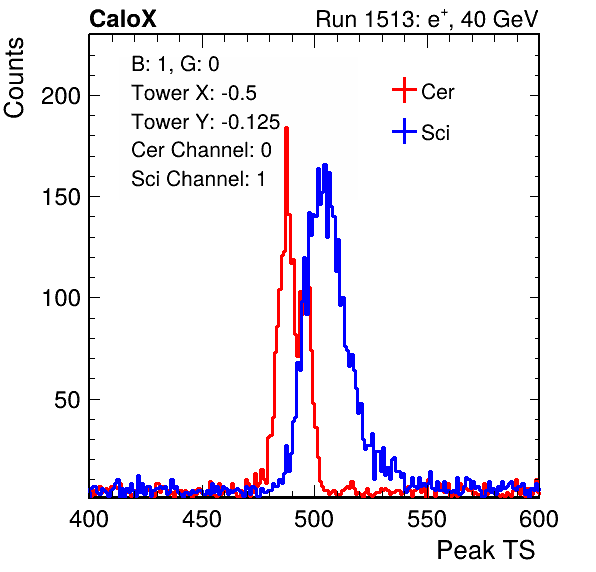 CaloX Run 1513: e⁺, 40 GeV
Counts
B: 1, G: 0
Tower X: -0.5
Tower Y: -0.125
Cer Channel: 0
Sci Channel: 1
Cer
Sci
200
150
100
50
400 450 500 550 600
Peak TS